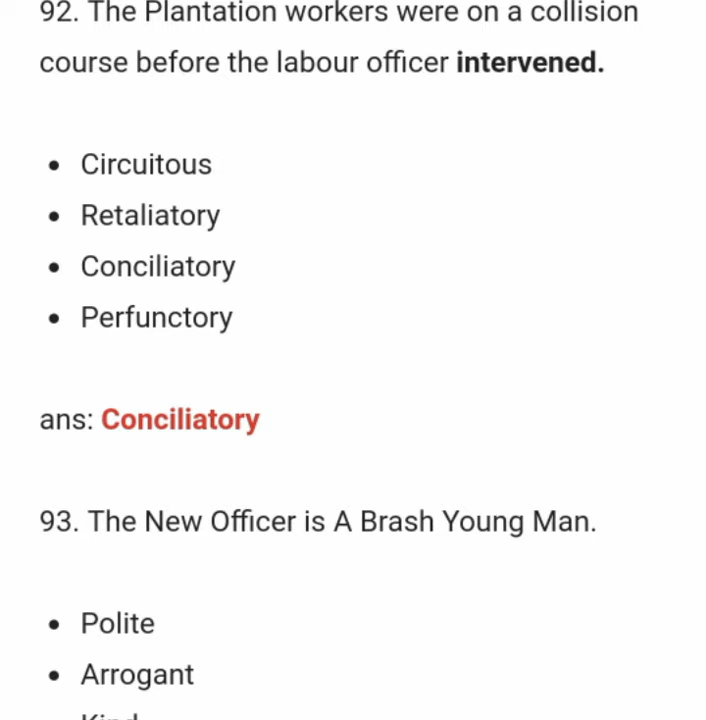 92. The Plantation workers were on a collision
course before the labour officer intervened.
• Circuitous
• Retaliatory
• Conciliatory
• Perfunctory
ans: Conciliatory
93. The New Officer is A Brash Young Man.
• Polite
• Arrogant
Kind